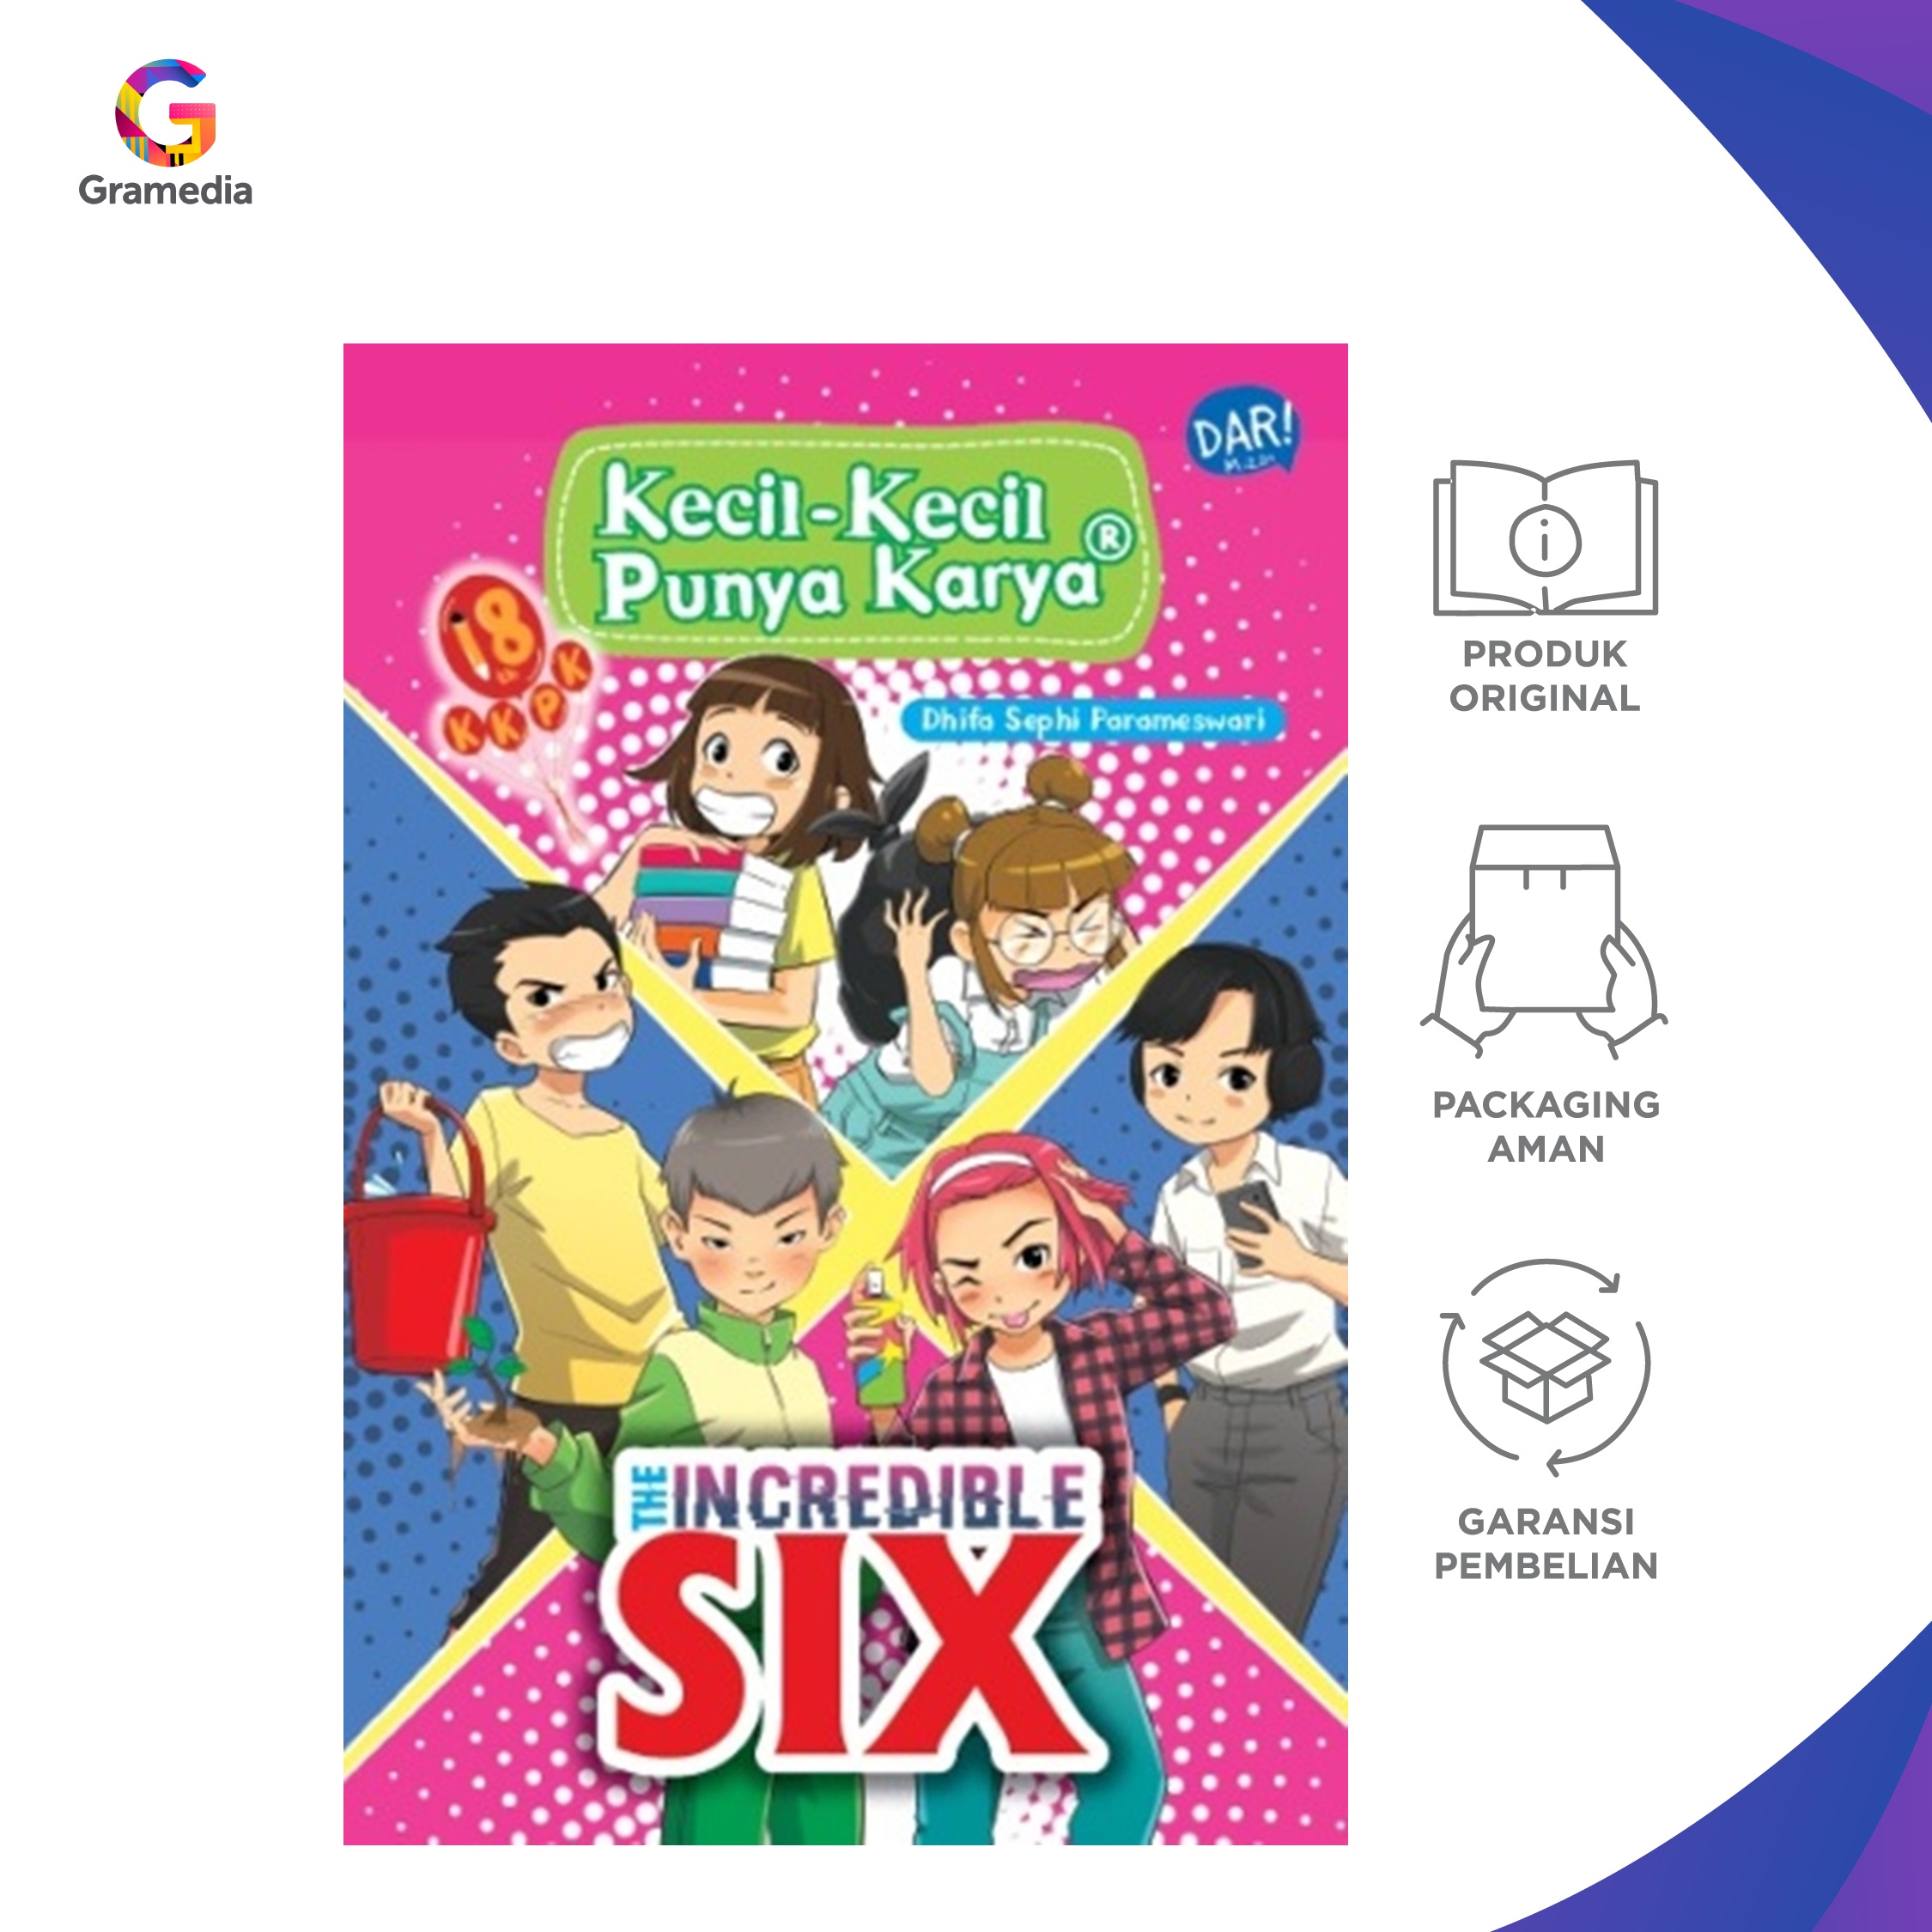 Gramedia
DAR!
Mizan
Kecil-Kecil
Punya Karya®
18
KKPK
Dhifa Sephi Parameswari
THE INCREDIBLE
SIX
PRODUK
ORIGINAL
PACKAGING
AMAN
GARANSI
PEMBELIAN